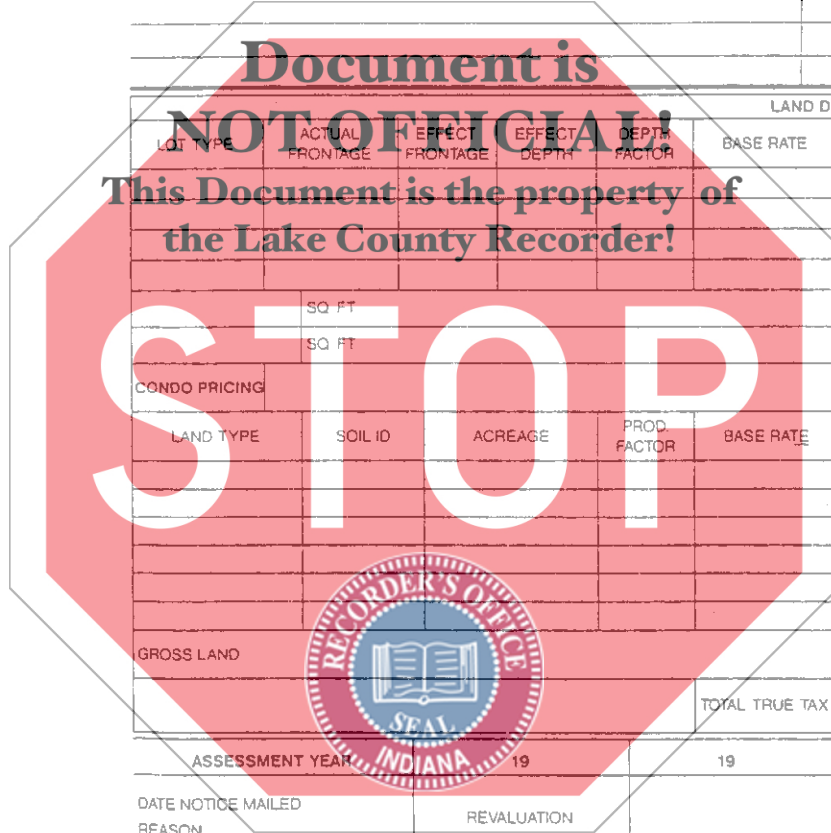 Document is
LAND D
NOT OFFICIAL!
LOT TYPE ACTUAL FRONTAGE EFFECT FRONTAGE EFFECT DEPTH DEPTH FACTOR BASE RATE
This Document is the property of
the Lake County Recorder!
SQ FT
SQ FT
STOP
CONDO PRICING
LAND TYPE SOIL ID ACREAGE PROD. FACTOR BASE RATE
RECORDER'S OFFICE
GROSS LAND
SEAL
TOTAL TRUE TAX
INDIANA
ASSESSMENT YEAR 19 19
DATE NOTICE MAILED
REVALUATION
REASON